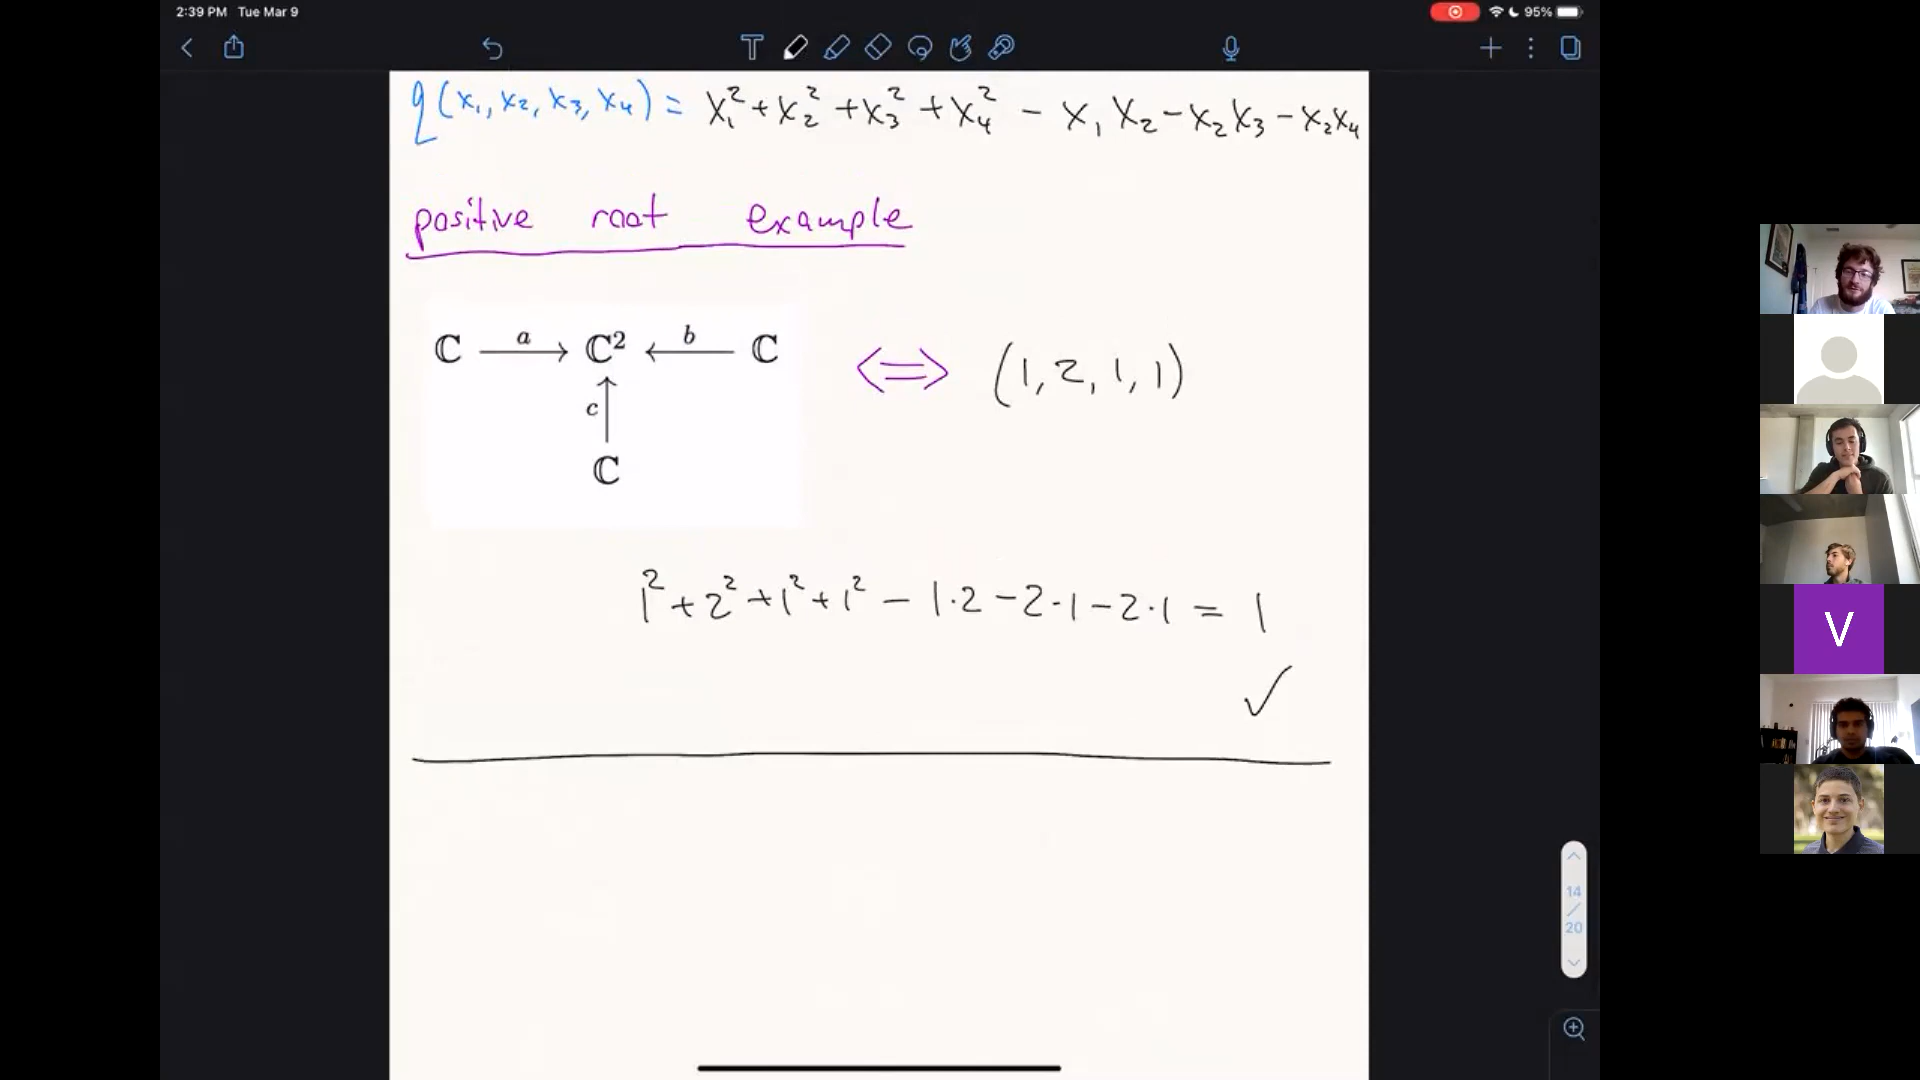 2:39 PM Tue Mar 9
95%
T
q(x₁, x₂, x₃, x₄) = x₁² + x₂² + x₃² + x₄² - x₁x₂ - x₂x₃ - x₂x₄
positive root example
ℂ a→ ℂ² ←b ℂ
⟺ (1, 2, 1, 1)
c↑
ℂ
1² + 2² + 1² + 1² - 1·2 - 2·1 - 2·1 = 1
✓
V
14
/
20